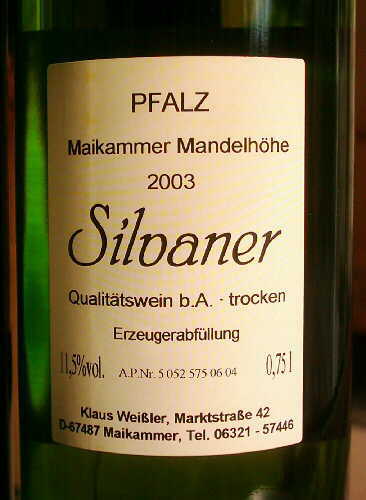 PFALZ
Maikammer Mandelhöhe
2003
Silvaner
Qualitätswein b.A. · trocken
Erzeugerabfüllung
11,5%vol. A.P.Nr. 5 052 575 06 04 0,75 l
Klaus Weißler, Marktstraße 42
D-67487 Maikammer, Tel. 06321 - 57446